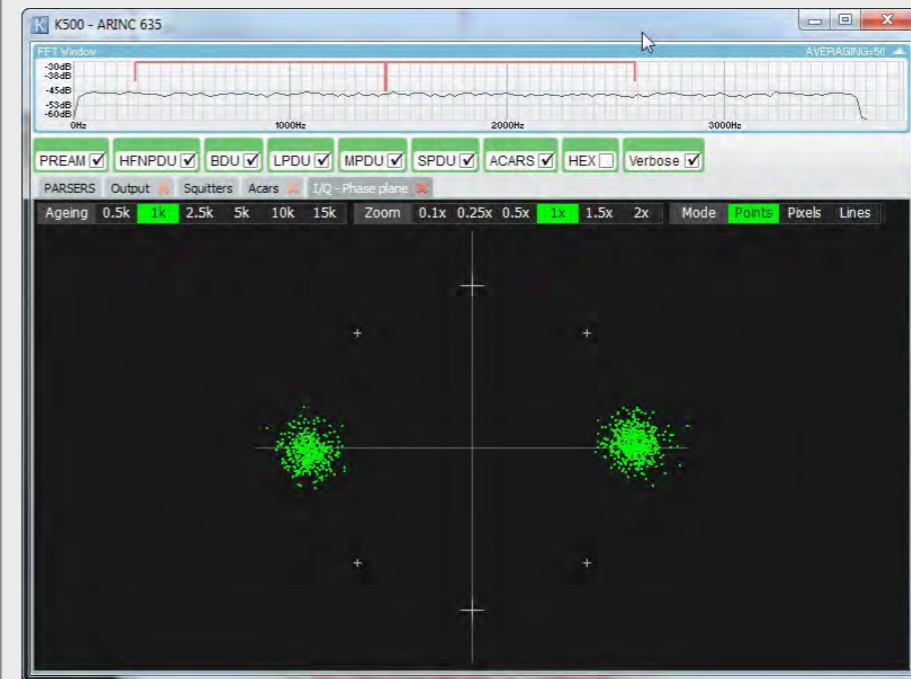 K500 - ARINC 635
FFT Window AVERAGING=50
-30dB
-38dB
-45dB
-53dB
-60dB
0Hz 1000Hz 2000Hz 3000Hz
PREAM HFNPDU BDU LPDU MPDU SPDU ACARS HEX Verbose
PARSERS Output Squitters Acars I/Q - Phase plane
Ageing 0.5k 1k 2.5k 5k 10k 15k Zoom 0.1x 0.25x 0.5x 1x 1.5x 2x Mode Points Pixels Lines